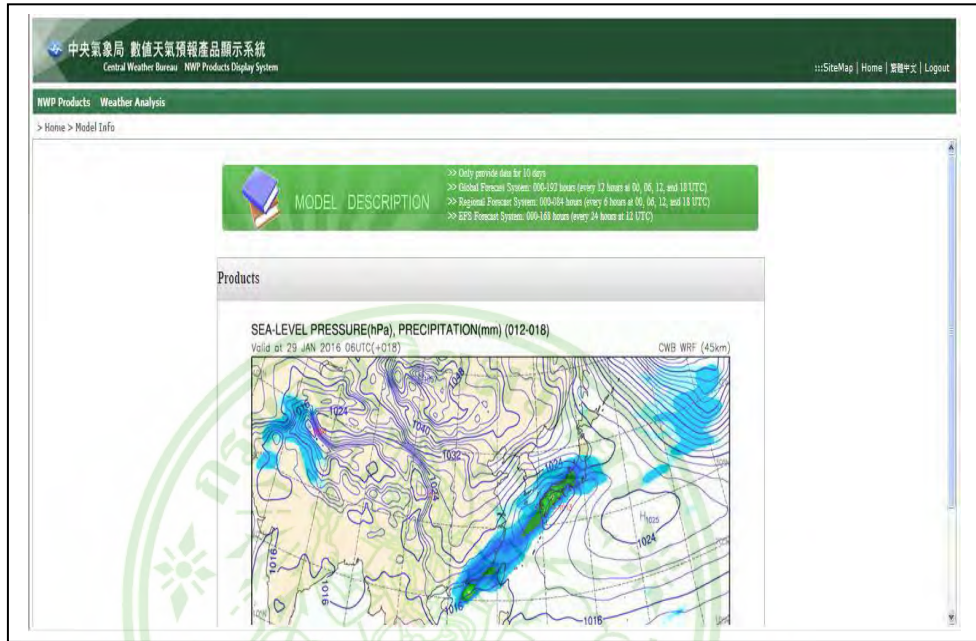 中央氣象局 數值天氣預報產品顯示系統
Central Weather Bureau NWP Products Display System
:::SiteMap | Home | 繁體中文 | Logout
NWP Products Weather Analysis
> Home > Model Info
MODEL DESCRIPTION
>> Only provide data for 10 days
>> Global Forecast System: 000-192 hours (every 12 hours at 00, 06, 12, and 18 UTC)
>> Regional Forecast System: 000-084 hours (every 6 hours at 00, 06, 12, and 18 UTC)
>> EFS Forecast System: 000-168 hours (every 24 hours at 12 UTC)
Products
SEA-LEVEL PRESSURE(hPa), PRECIPITATION(mm) (012-018)
Valid at 29 JAN 2016 06UTC(+018)
CWB WRF (45km)
1048
1016
1024
1040
1032
1024
1024
H1025
1024
1016
1016
1016
1016